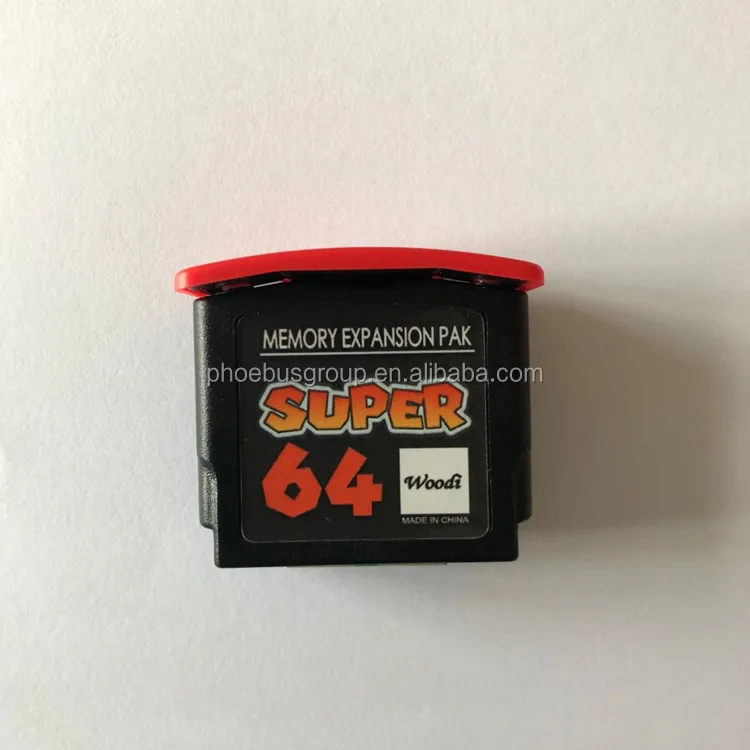 MEMORY EXPANSION PAK
phoebusgroup.en.alibaba.com
SUPER
64
Woodi
MADE IN CHINA